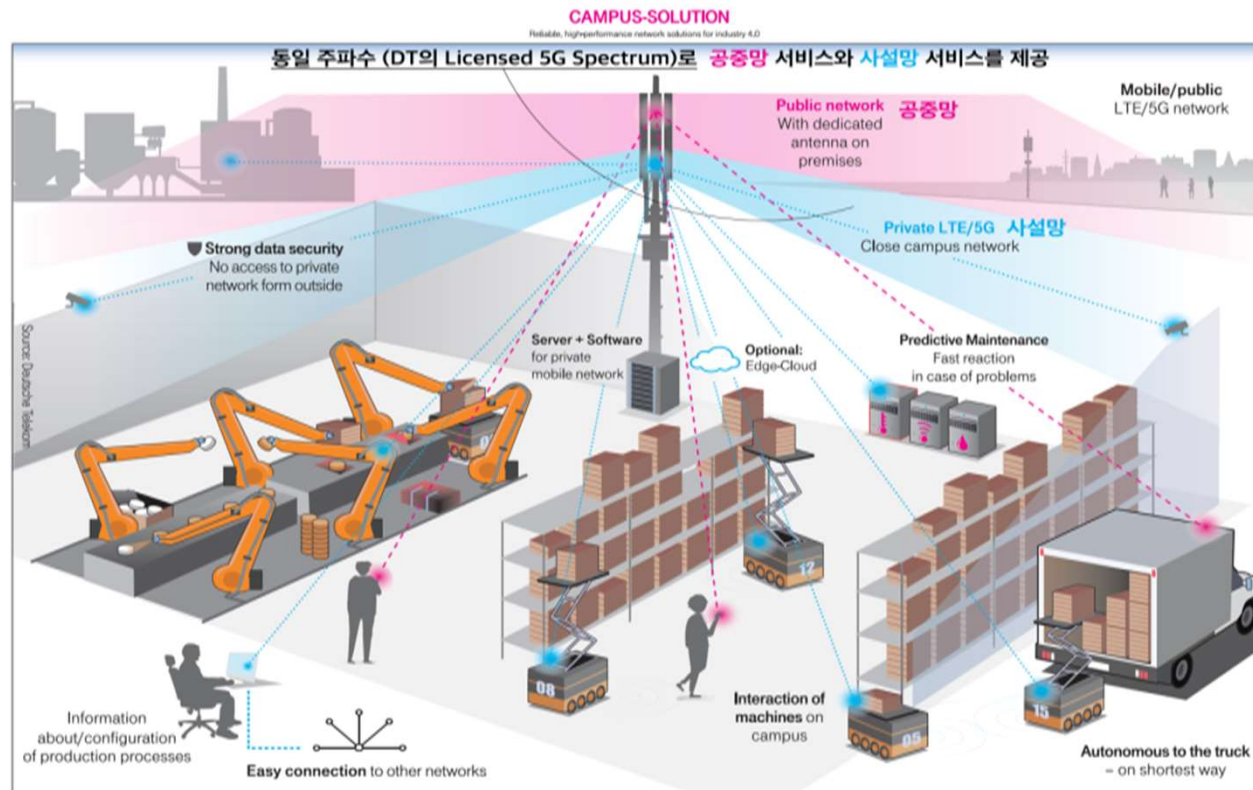 CAMPUS-SOLUTION
Reliable, high-performance network solutions for industry 4.0
동일 주파수 (DT의 Licensed 5G Spectrum)로 공중망 서비스와 사설망 서비스를 제공
Mobile/public
LTE/5G network
Public network 공중망
With dedicated
antenna on
premises
Private LTE/5G 사설망
Close campus network
Strong data security
No access to private
network form outside
Source: Deutsche Telekom
Server + Software
for private
mobile network
Optional:
Edge-Cloud
Predictive Maintenance
Fast reaction
in case of problems
12
08
05
15
Interaction of
machines on
campus
Information
about/configuration
of production processes
Easy connection to other networks
Autonomous to the truck
– on shortest way